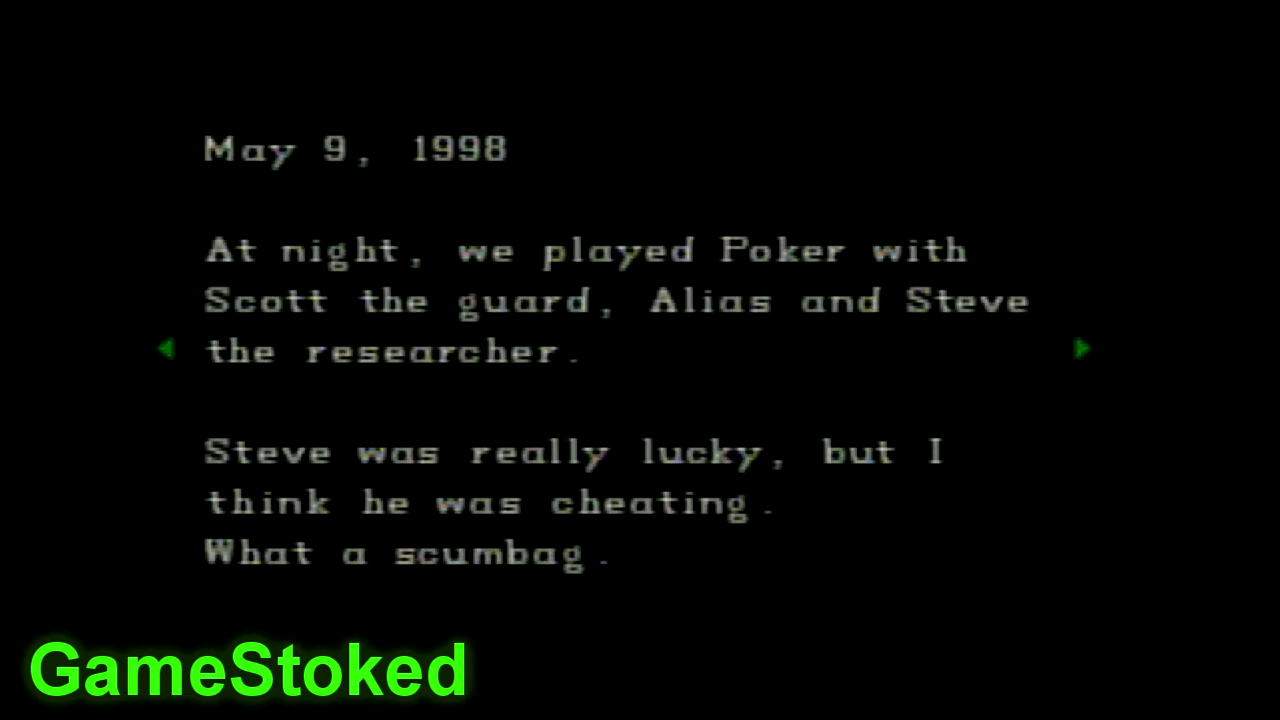 May 9, 1998
At night, we played Poker with
Scott the guard, Alias and Steve
the researcher.
Steve was really lucky, but I
think he was cheating.
What a scumbag.
GameStoked